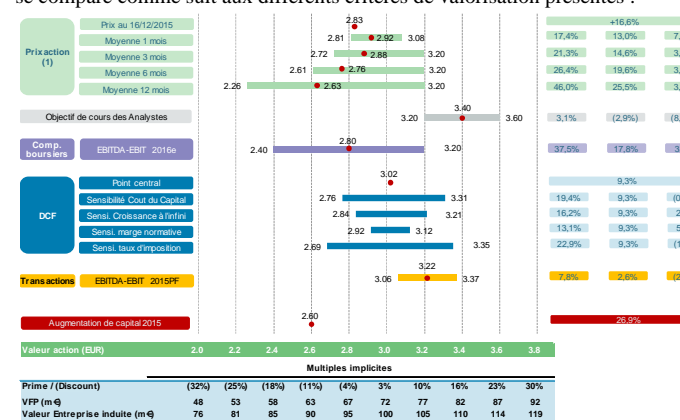 se compare comme suit aux différents critères de valorisation présentés :
Prix action
(1)
Prix au 16/12/2015 2.83 +16,6%
Moyenne 1 mois 2.81 2.92 3.08 17,4% 13,0% 7,
Moyenne 3 mois 2.72 2.88 3.20 21,3% 14,6% 3,
Moyenne 6 mois 2.61 2.76 3.20 26,4% 19,6% 3,
Moyenne 12 mois 2.26 2.63 3.20 46,0% 25,5% 3,
Objectif de cours des Analystes 3.20 3.40 3.60 3,1% (2,9%) (8,
Comp.
boursiers
EBITDA-EBIT 2016e 2.40 2.80 3.20 37,5% 17,8% 3
DCF
Point central 3.02 9,3%
Sensibilité Cout du Capital 2.76 3.31 19,4% 9,3% (0
Sensi. Croissance à l'infini 2.84 3.21 16,2% 9,3% 2
Sensi. marge normative 2.92 3.12 13,1% 9,3% 5
Sensi. taux d'imposition 2.69 3.35 22,9% 9,3% (1
Transactions EBITDA-EBIT 2015PF 3.06 3.22 3.37 7,8% 2,6% (2
Augmentation de capital 2015 2.60 26,9%
Valeur action (EUR) 2.0 2.2 2.4 2.6 2.8 3.0 3.2 3.4 3.6 3.8
Multiples implicites
Prime / (Discount) (32%) (25%) (18%) (11%) (4%) 3% 10% 16% 23% 30%
VFP (m€) 48 53 58 63 67 72 77 82 87 92
Valeur Entreprise induite (m€) 76 81 85 90 95 100 105 110 114 119